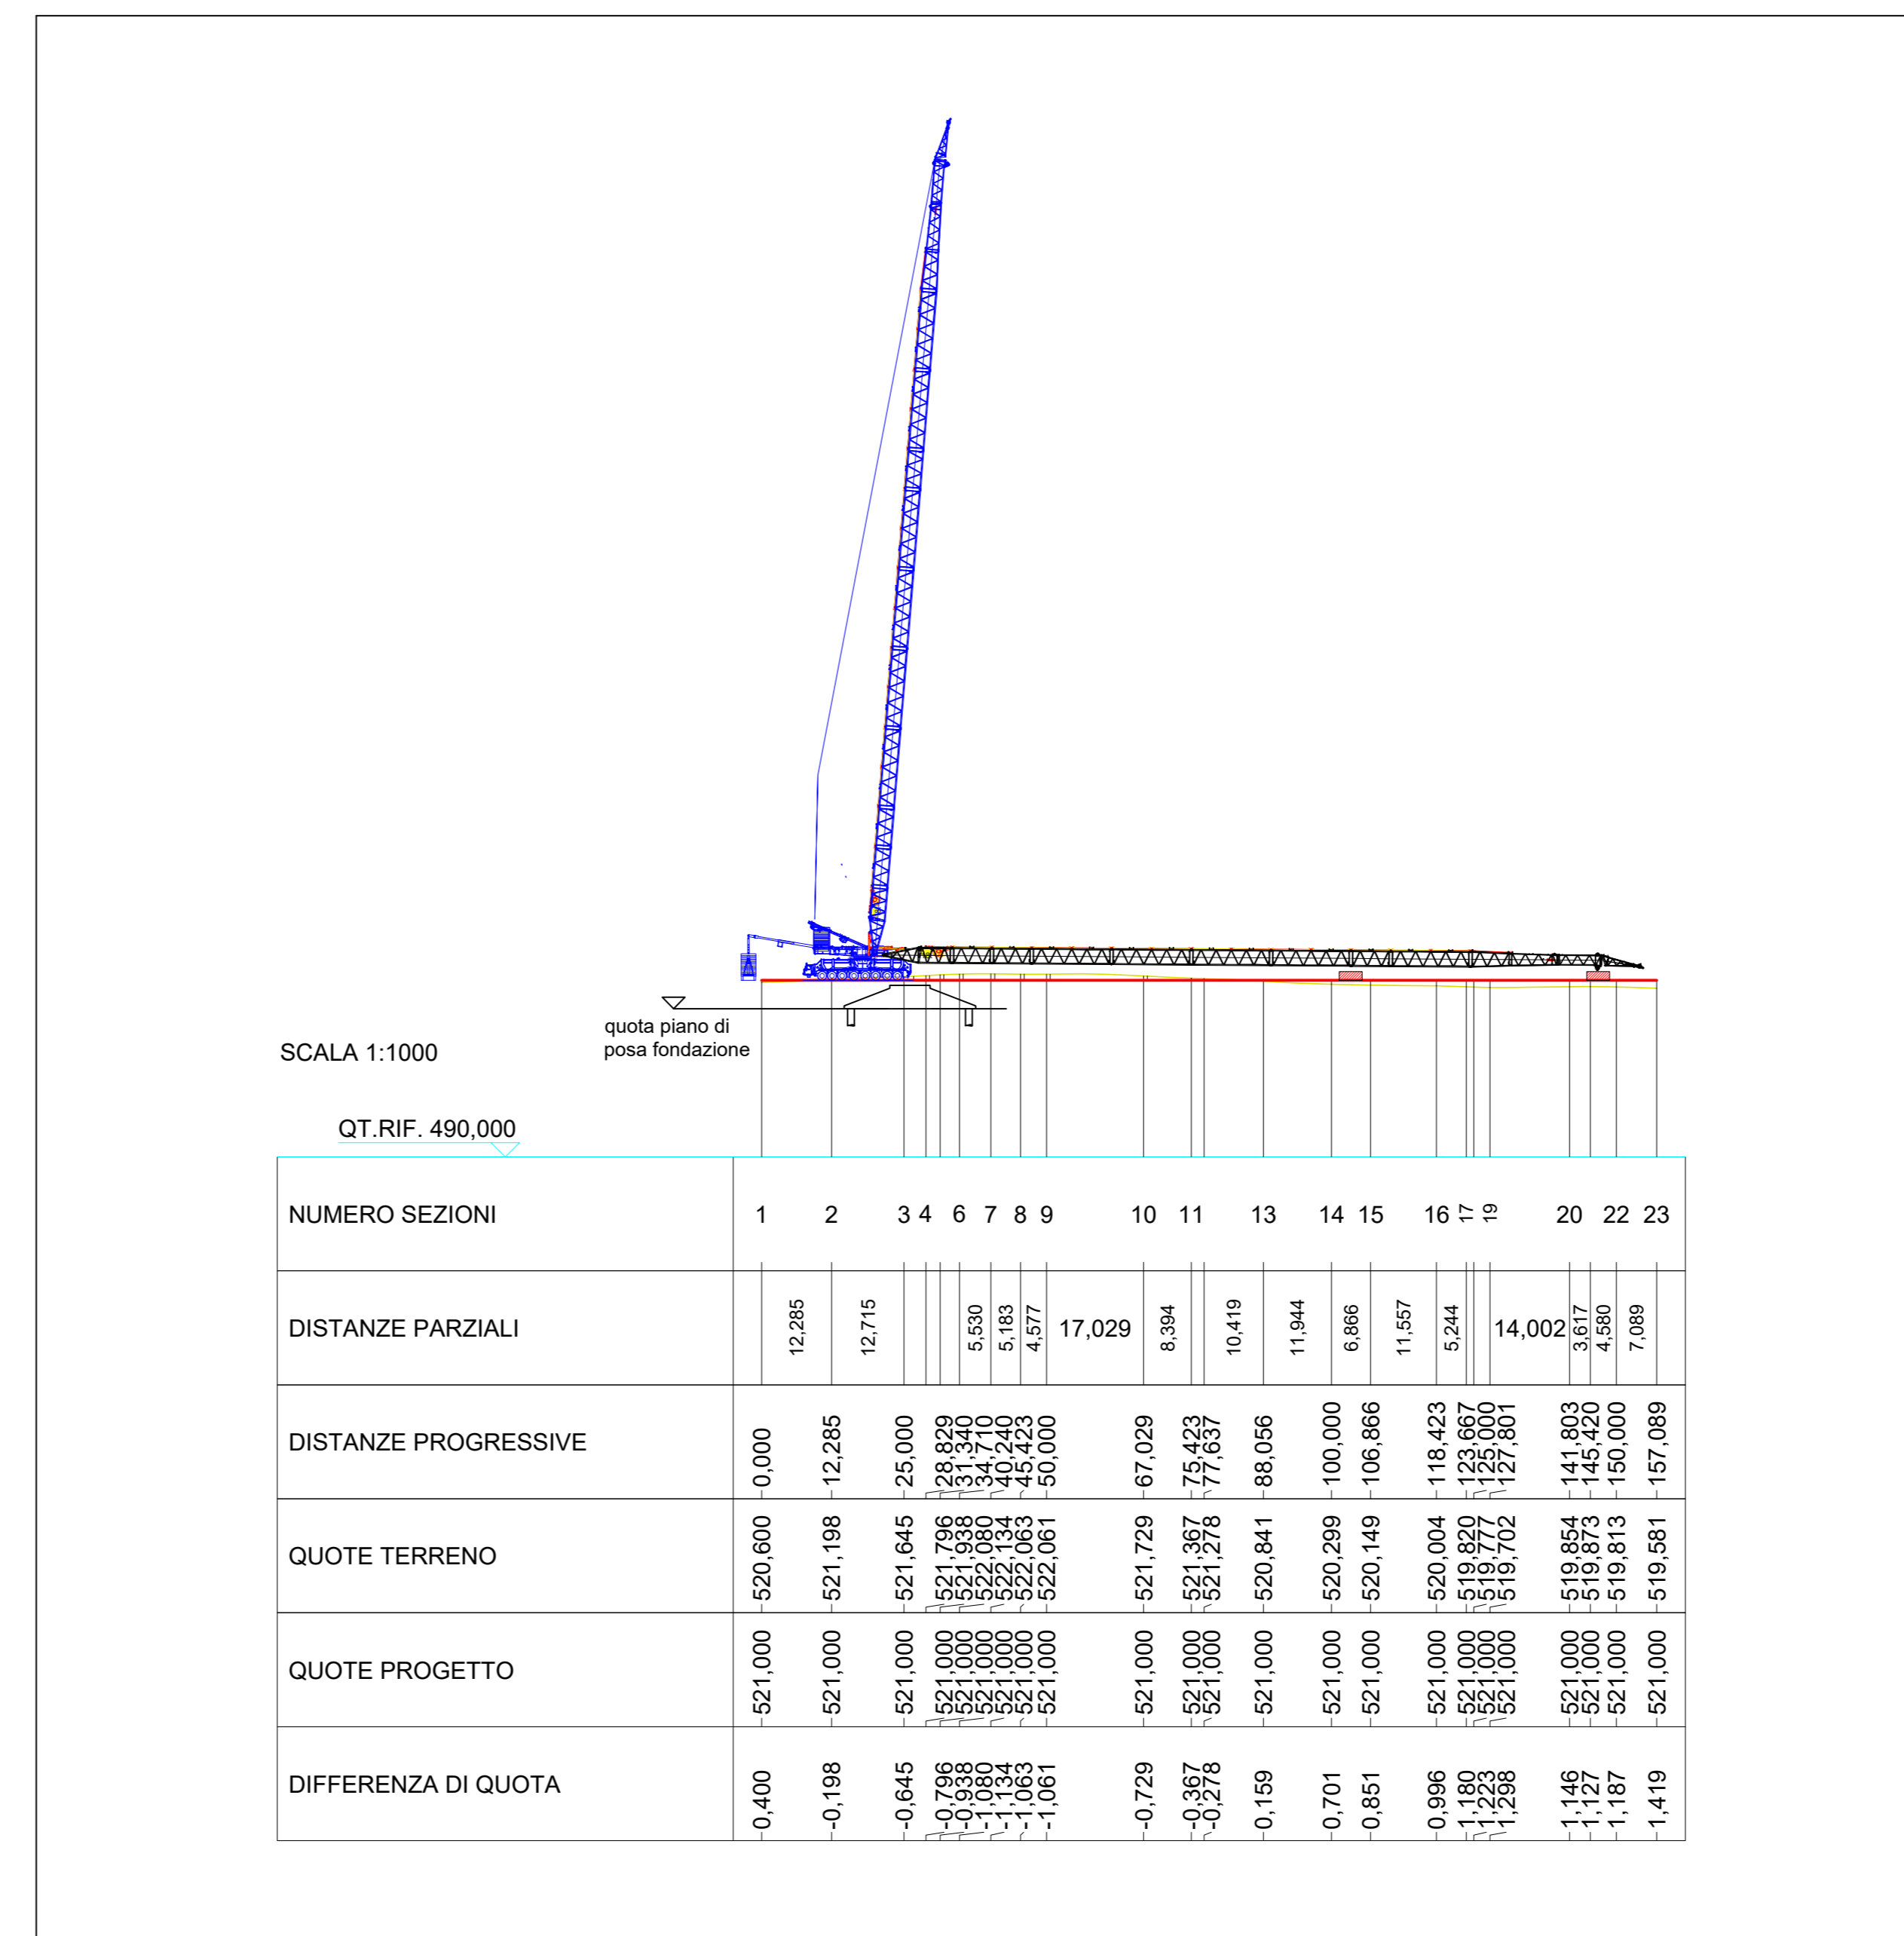 quota piano di
posa fondazione
SCALA 1:1000
QT.RIF. 490,000
NUMERO SEZIONI 1 2 3 4 6 7 8 9 10 11 13 14 15 16 17 19 20 22 23
DISTANZE PARZIALI 12,285 12,715 5,530 5,183 4,577 17,029 8,394 10,419 11,944 6,866 11,557 5,244 14,002 3,617 4,580 7,089
DISTANZE PROGRESSIVE 0,000 12,285 25,000 28,829 31,340 34,710 40,240 45,423 50,000 67,029 75,423 77,637 88,056 100,000 106,866 118,423 123,667 125,000 127,801 141,803 145,420 150,000 157,089
QUOTE TERRENO 520,600 521,198 521,645 521,796 521,938 522,080 522,134 522,063 522,061 521,729 521,367 521,278 520,841 520,299 520,149 520,004 519,820 519,777 519,702 519,854 519,873 519,813 519,581
QUOTE PROGETTO 521,000 521,000 521,000 521,000 521,000 521,000 521,000 521,000 521,000 521,000 521,000 521,000 521,000 521,000 521,000 521,000 521,000 521,000 521,000 521,000 521,000 521,000 521,000
DIFFERENZA DI QUOTA 0,400 -0,198 -0,645 -0,796 -0,938 -1,080 -1,134 -1,063 -1,061 -0,729 -0,367 -0,278 0,159 0,701 0,851 0,996 1,180 1,223 1,298 1,146 1,127 1,187 1,419